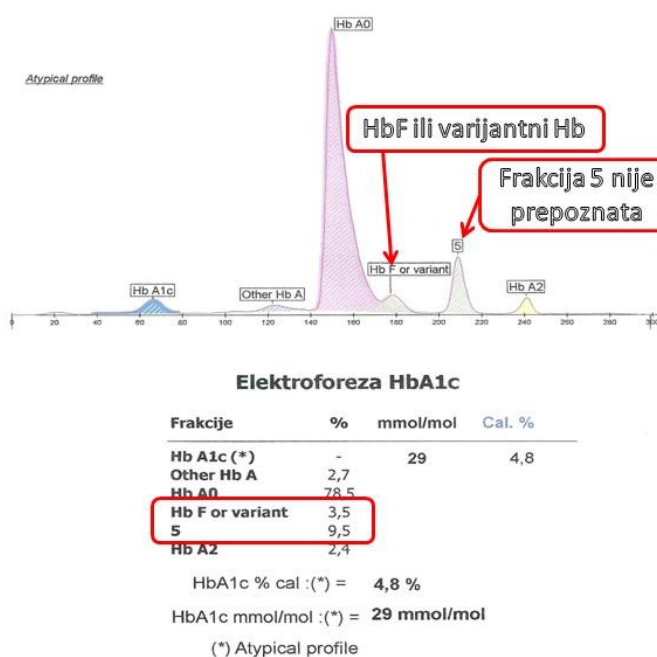 Hb A0
Atypical profile
HbF ili varijantni Hb
Frakcija 5 nije
prepoznata
5
Hb F or variant
Hb A1c
Other Hb A
Hb A2
0 20 40 60 80 100 120 140 160 180 200 220 240 260 280 300
Elektroforeza HbA1c
Frakcije % mmol/mol Cal. %
Hb A1c (*) - 29 4,8
Other Hb A 2,7
Hb A0 78,5
Hb F or variant 3,5
5 9,5
Hb A2 2,4
HbA1c % cal :(*) = 4,8 %
HbA1c mmol/mol :(*) = 29 mmol/mol
(*) Atypical profile